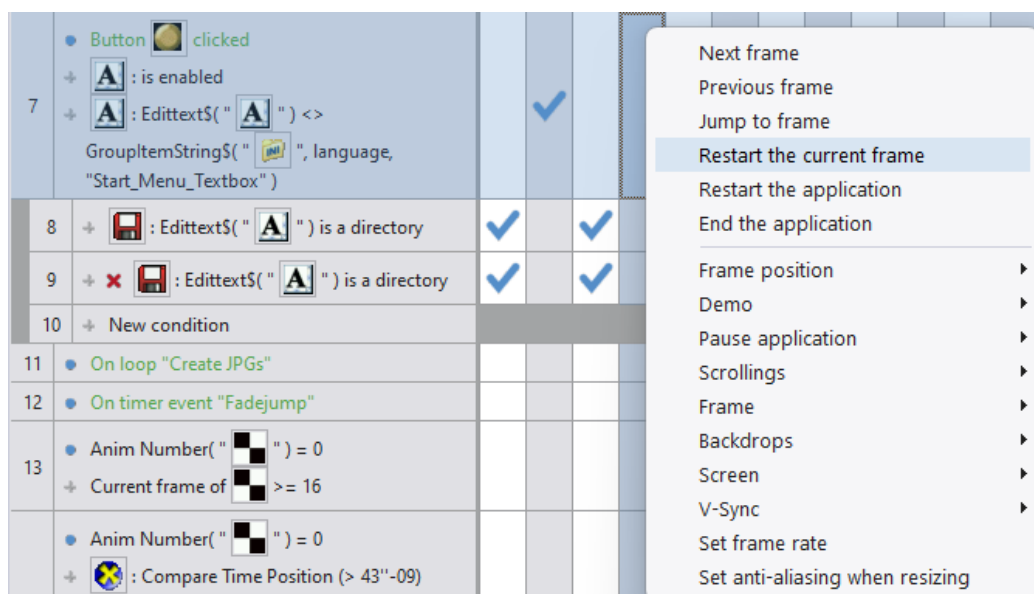 7
Button clicked
A : is enabled
A : Edittext$( " A " ) <>
GroupItemString$( " INI ", language,
"Start_Menu_Textbox" )
8 : Edittext$( " A " ) is a directory
9 : Edittext$( " A " ) is a directory
10 New condition
11 On loop "Create JPGs"
12 On timer event "Fadejump"
13
Anim Number( " " ) = 0
Current frame of >= 16
Anim Number( " " ) = 0
: Compare Time Position (> 43''-09)
Next frame
Previous frame
Jump to frame
Restart the current frame
Restart the application
End the application
Frame position
Demo
Pause application
Scrollings
Frame
Backdrops
Screen
V-Sync
Set frame rate
Set anti-aliasing when resizing